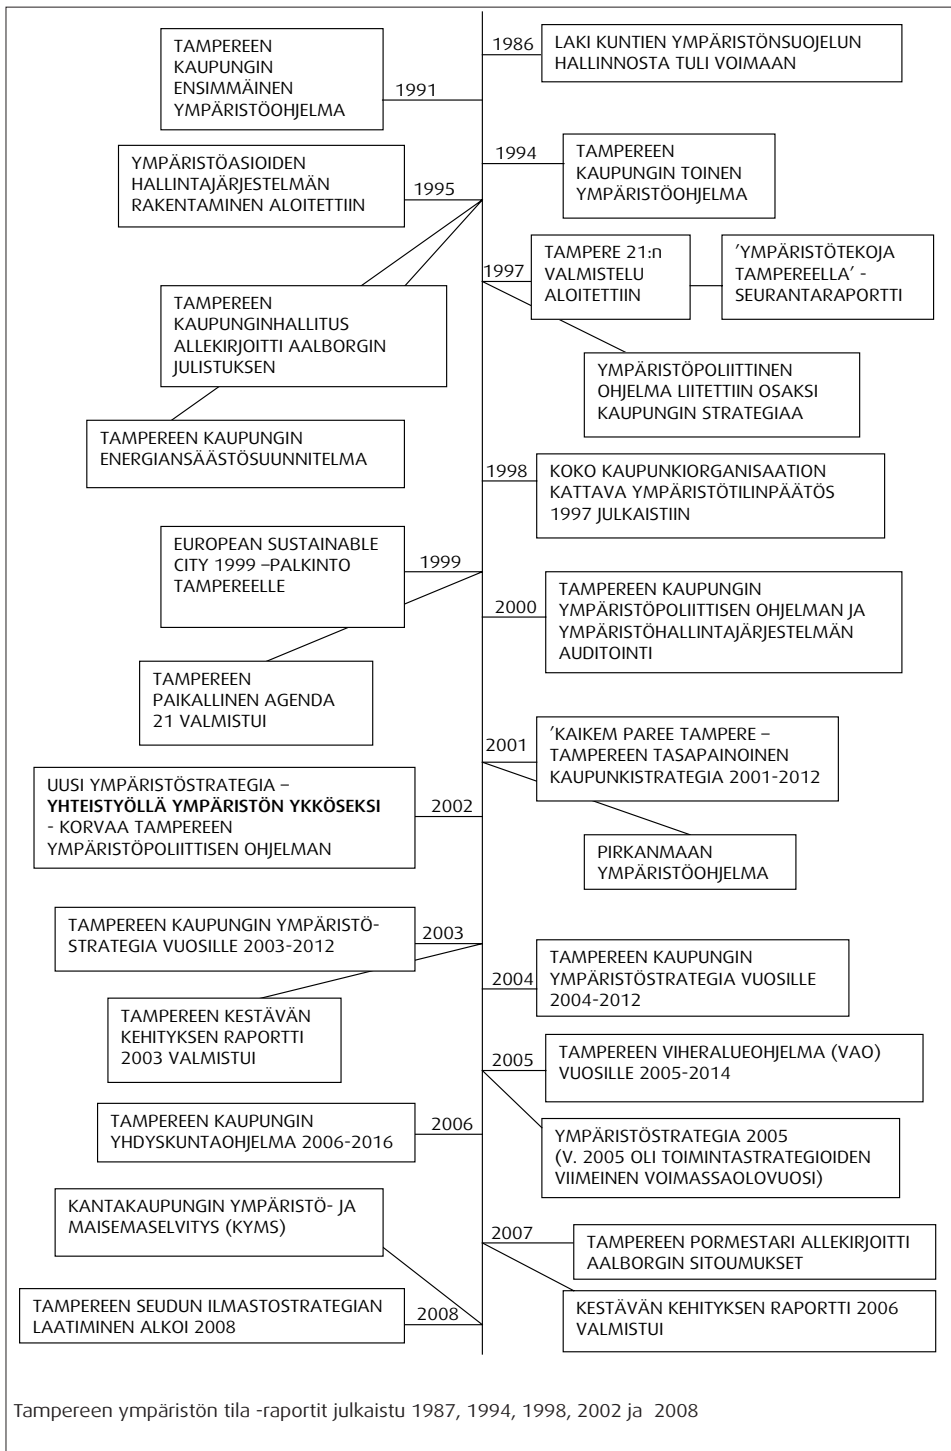 1986
LAKI KUNTIEN YMPÄRISTÖNSUOJELUN
HALLINNOSTA TULI VOIMAAN
TAMPEREEN
KAUPUNGIN
ENSIMMÄINEN
YMPÄRISTÖOHJELMA
1991
1994
TAMPEREEN
KAUPUNGIN TOINEN
YMPÄRISTÖOHJELMA
YMPÄRISTÖASIOIDEN
HALLINTAJÄRJESTELMÄN
RAKENTAMINEN ALOITETTIIN
1995
TAMPEREEN
KAUPUNGINHALLITUS
ALLEKIRJOITTI AALBORGIN
JULISTUKSEN
TAMPEREEN KAUPUNGIN
ENERGIANSÄÄSTÖSUUNNITELMA
1997
TAMPERE 21:n
VALMISTELU
ALOITETTIIN
'YMPÄRISTÖTEKOJA
TAMPEREELLA' -
SEURANTARAPORTTI
YMPÄRISTÖPOLIITTINEN
OHJELMA LIITETTIIN OSAKSI
KAUPUNGIN STRATEGIAA
1998
KOKO KAUPUNKIORGANISAATION
KATTAVA YMPÄRISTÖTILINPÄÄTÖS
1997 JULKAISTIIN
EUROPEAN SUSTAINABLE
CITY 1999 –PALKINTO
TAMPEREELLE
1999
TAMPEREEN
PAIKALLINEN AGENDA
21 VALMISTUI
2000
TAMPEREEN KAUPUNGIN
YMPÄRISTÖPOLIITTISEN OHJELMAN JA
YMPÄRISTÖHALLINTAJÄRJESTELMÄN
AUDITOINTI
2001
'KAIKEM PAREE TAMPERE –
TAMPEREEN TASAPAINOINEN
KAUPUNKISTRATEGIA 2001-2012
PIRKANMAAN
YMPÄRISTÖOHJELMA
UUSI YMPÄRISTÖSTRATEGIA –
YHTEISTYÖLLÄ YMPÄRISTÖN YKKÖSEKSI
- KORVAA TAMPEREEN
YMPÄRISTÖPOLIITTISEN OHJELMAN
2002
TAMPEREEN KAUPUNGIN YMPÄRISTÖ-
STRATEGIA VUOSILLE 2003-2012
2003
TAMPEREEN KESTÄVÄN
KEHITYKSEN RAPORTTI
2003 VALMISTUI
2004
TAMPEREEN KAUPUNGIN
YMPÄRISTÖSTRATEGIA VUOSILLE
2004-2012
2005
TAMPEREEN VIHERALUEOHJELMA (VAO)
VUOSILLE 2005-2014
YMPÄRISTÖSTRATEGIA 2005
(V. 2005 OLI TOIMINTASTRATEGIOIDEN
VIIMEINEN VOIMASSAOLOVUOSI)
TAMPEREEN KAUPUNGIN
YHDYSKUNTAOHJELMA 2006-2016
2006
2007
TAMPEREEN PORMESTARI ALLEKIRJOITTI
AALBORGIN SITOUMUKSET
KESTÄVÄN KEHITYKSEN RAPORTTI 2006
VALMISTUI
KANTAKAUPUNGIN YMPÄRISTÖ- JA
MAISEMASELVITYS (KYMS)
TAMPEREEN SEUDUN ILMASTOSTRATEGIAN
LAATIMINEN ALKOI 2008
2008
Tampereen ympäristön tila -raportit julkaistu 1987, 1994, 1998, 2002 ja 2008